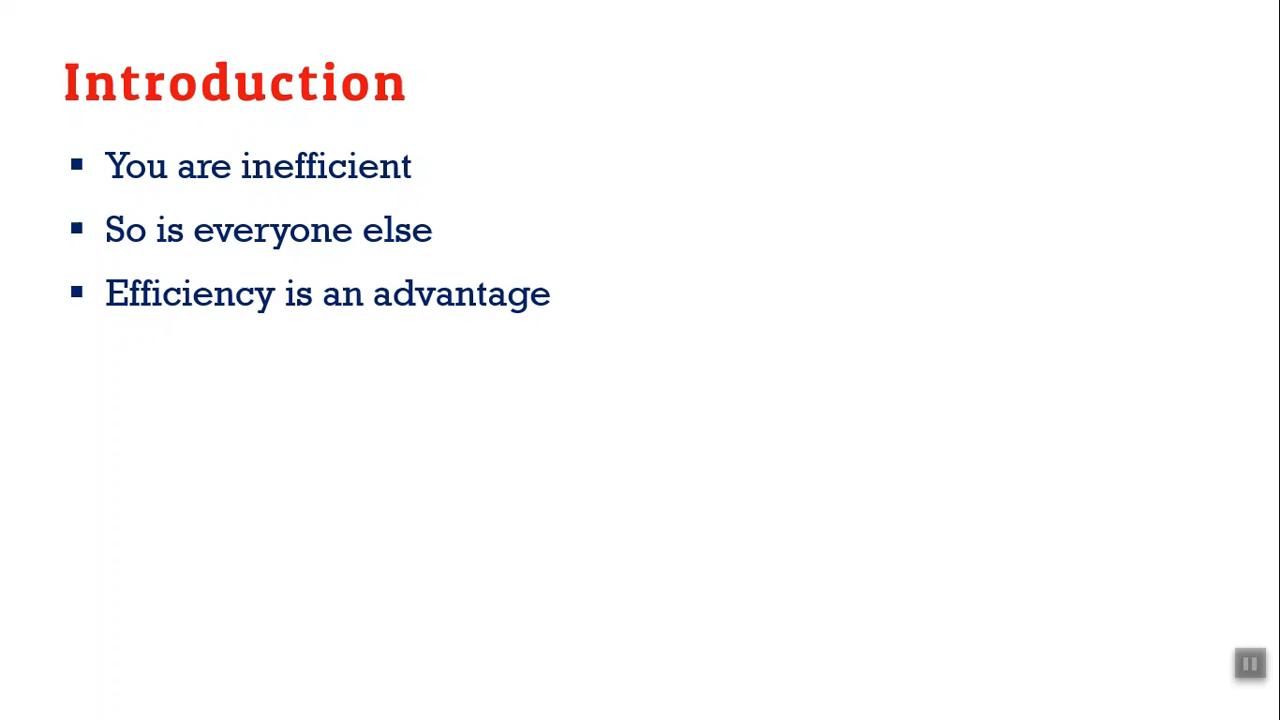 Introduction
▪ You are inefficient
▪ So is everyone else
▪ Efficiency is an advantage